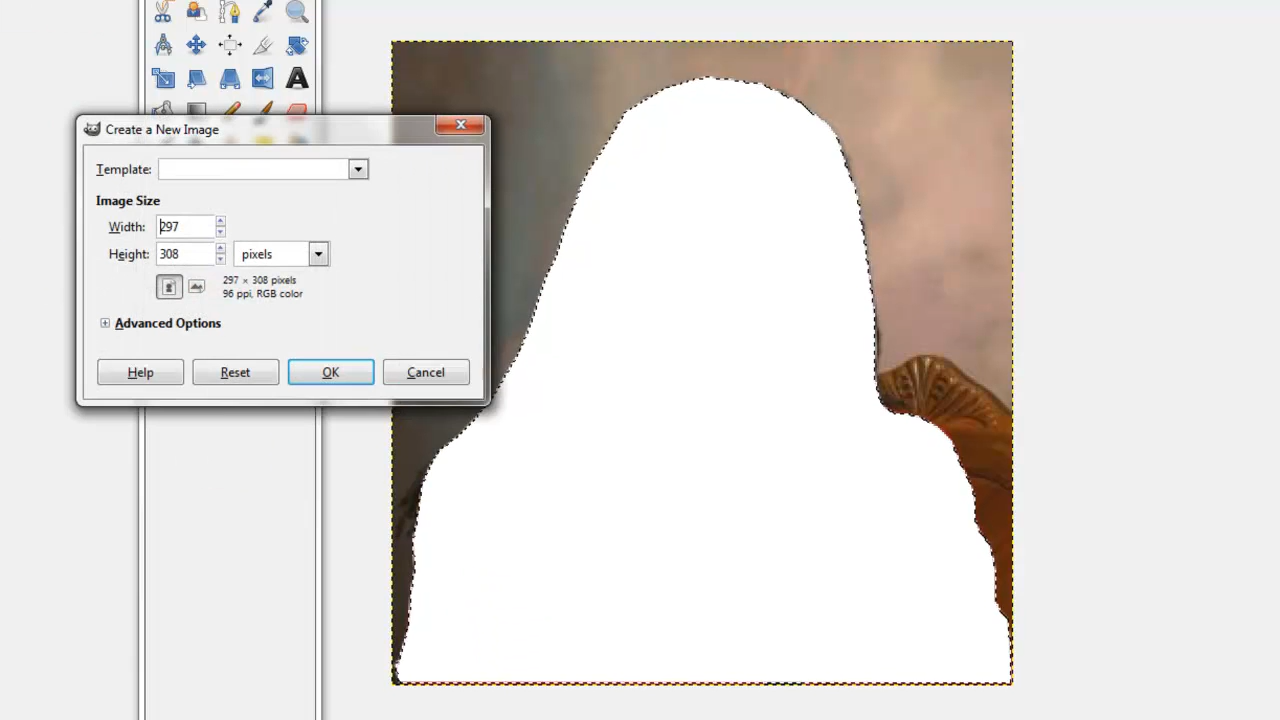 Create a New Image
Template:
Image Size
Width: 297
Height: 308 pixels
297 × 308 pixels
96 ppi, RGB color
Advanced Options
Help Reset OK Cancel